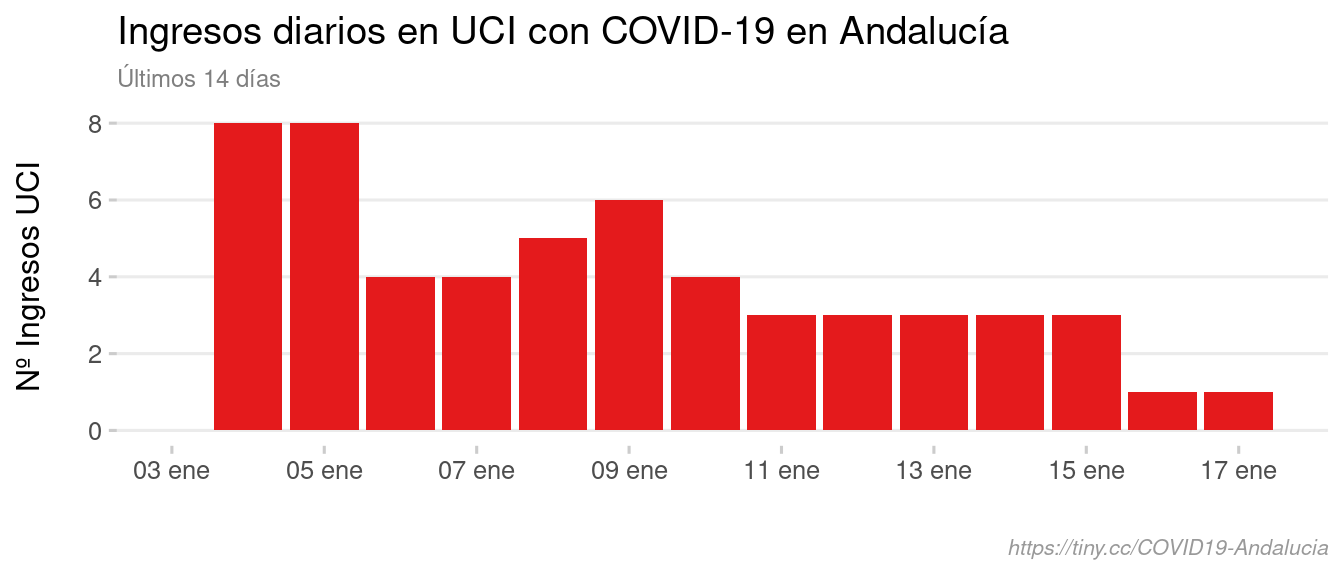 Ingresos diarios en UCI con COVID-19 en Andalucía
Últimos 14 días
Nº Ingresos UCI
8
6
4
2
0
03 ene 05 ene 07 ene 09 ene 11 ene 13 ene 15 ene 17 ene
https://tiny.cc/COVID19-Andalucia